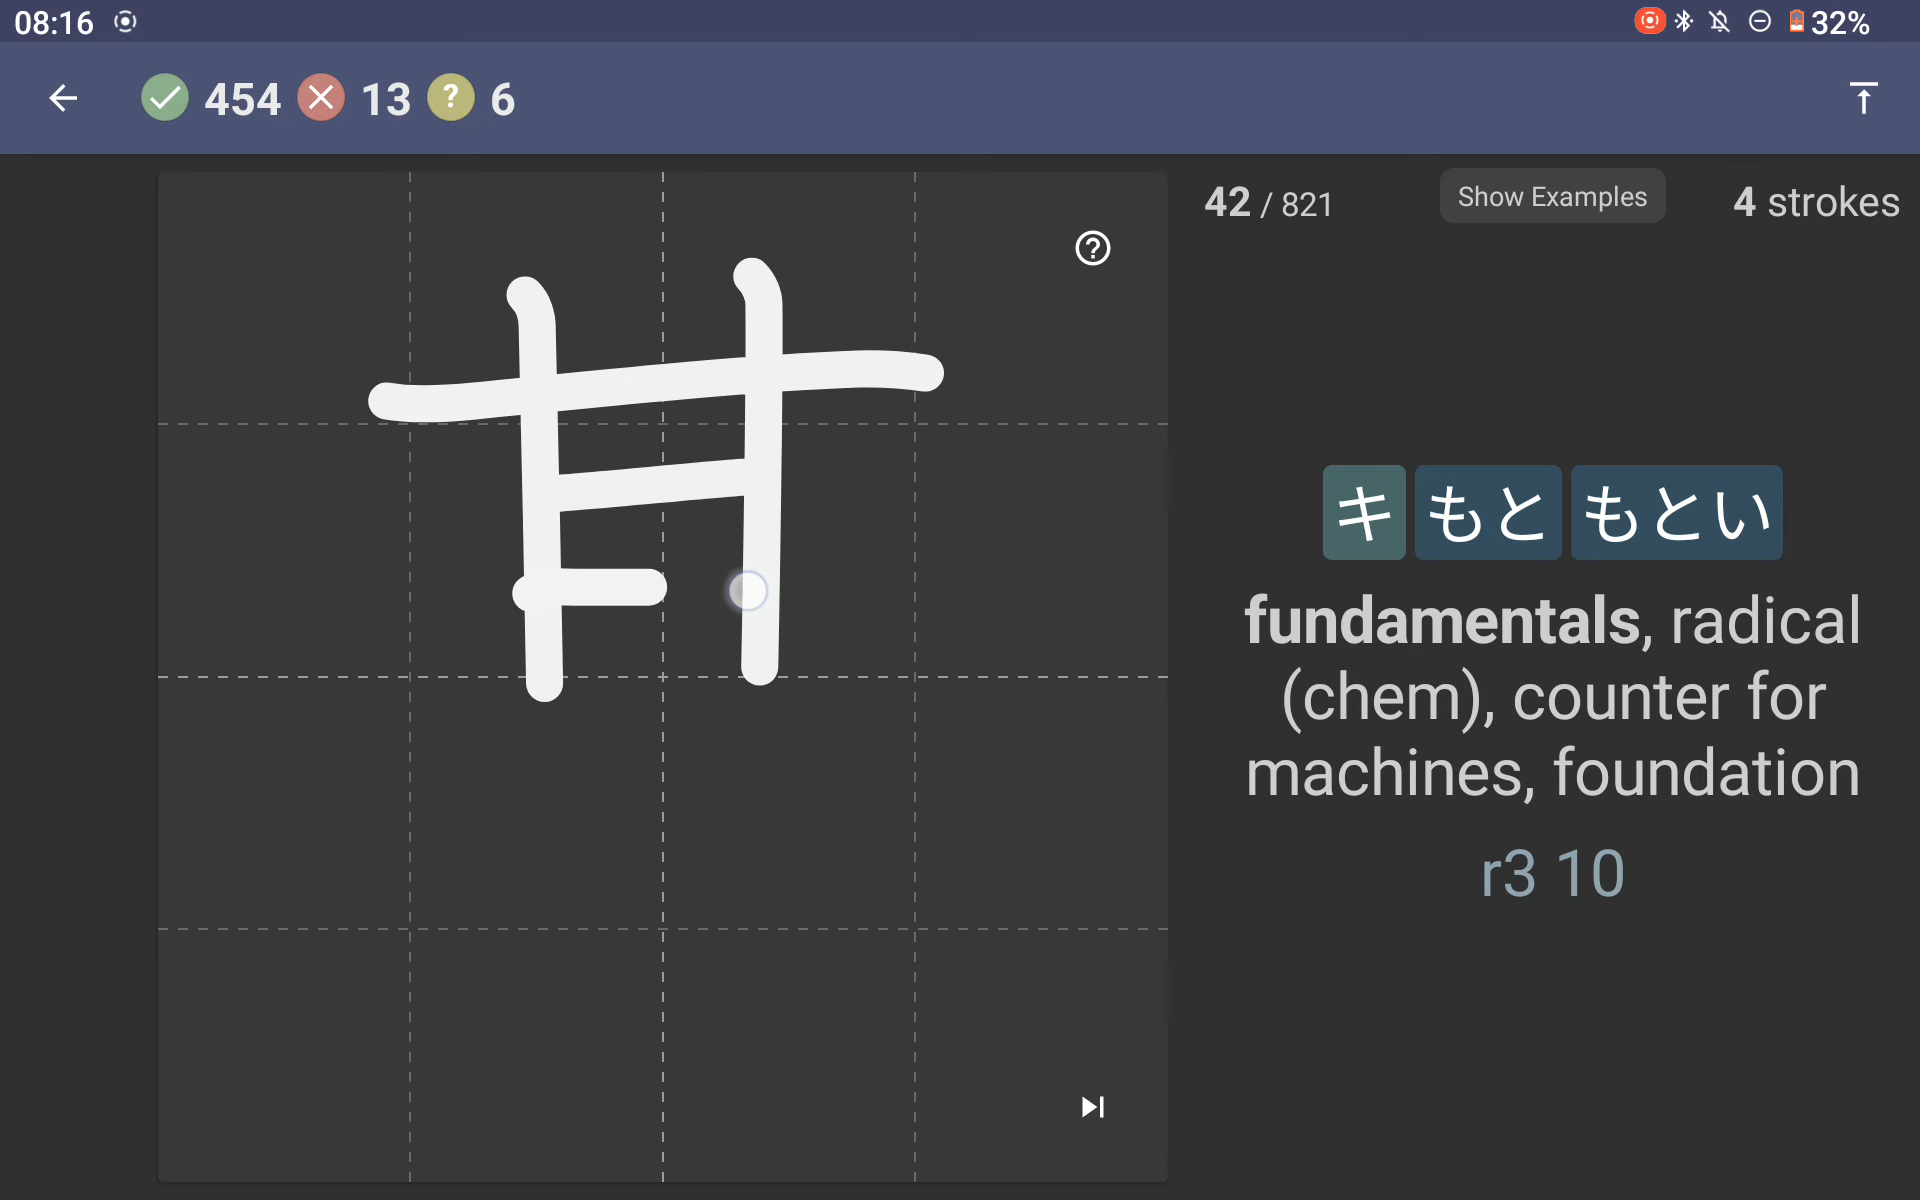 08:16 32%
454 13 ? 6
42 / 821 Show Examples 4 strokes
キ もと もとい
fundamentals, radical
(chem), counter for
machines, foundation
r3 10